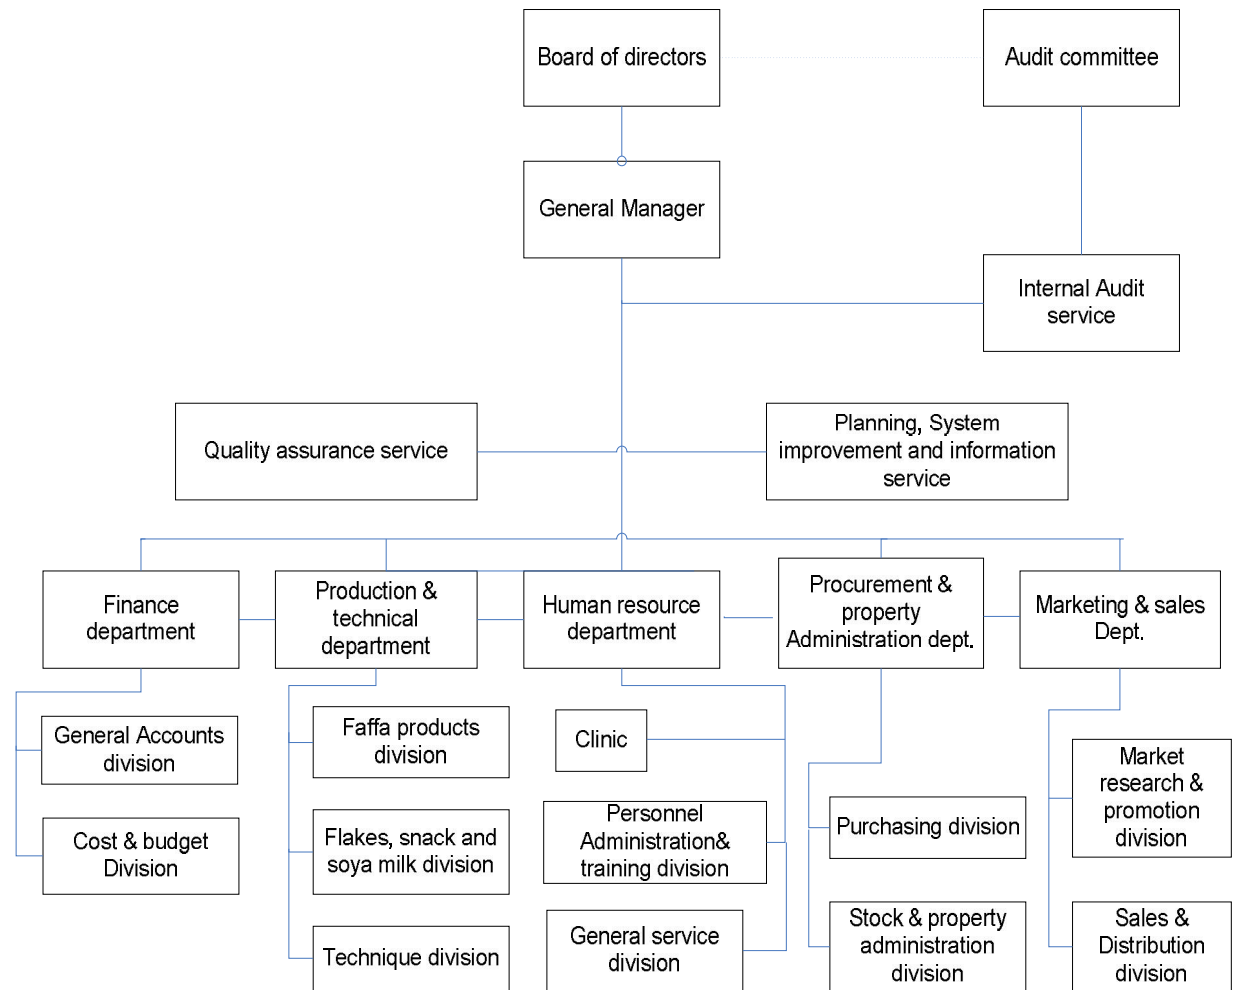 Board of directors
Audit committee
General Manager
Internal Audit
service
Quality assurance service
Planning, System
improvement and information
service
Finance
department
Production &
technical
department
Human resource
department
Procurement &
property
Administration dept.
Marketing & sales
Dept.
General Accounts
division
Cost & budget
Division
Faffa products
division
Flakes, snack and
soya milk division
Technique division
Clinic
Personnel
Administration&
training division
General service
division
Purchasing division
Stock & property
administration
division
Market
research &
promotion
division
Sales &
Distribution
division